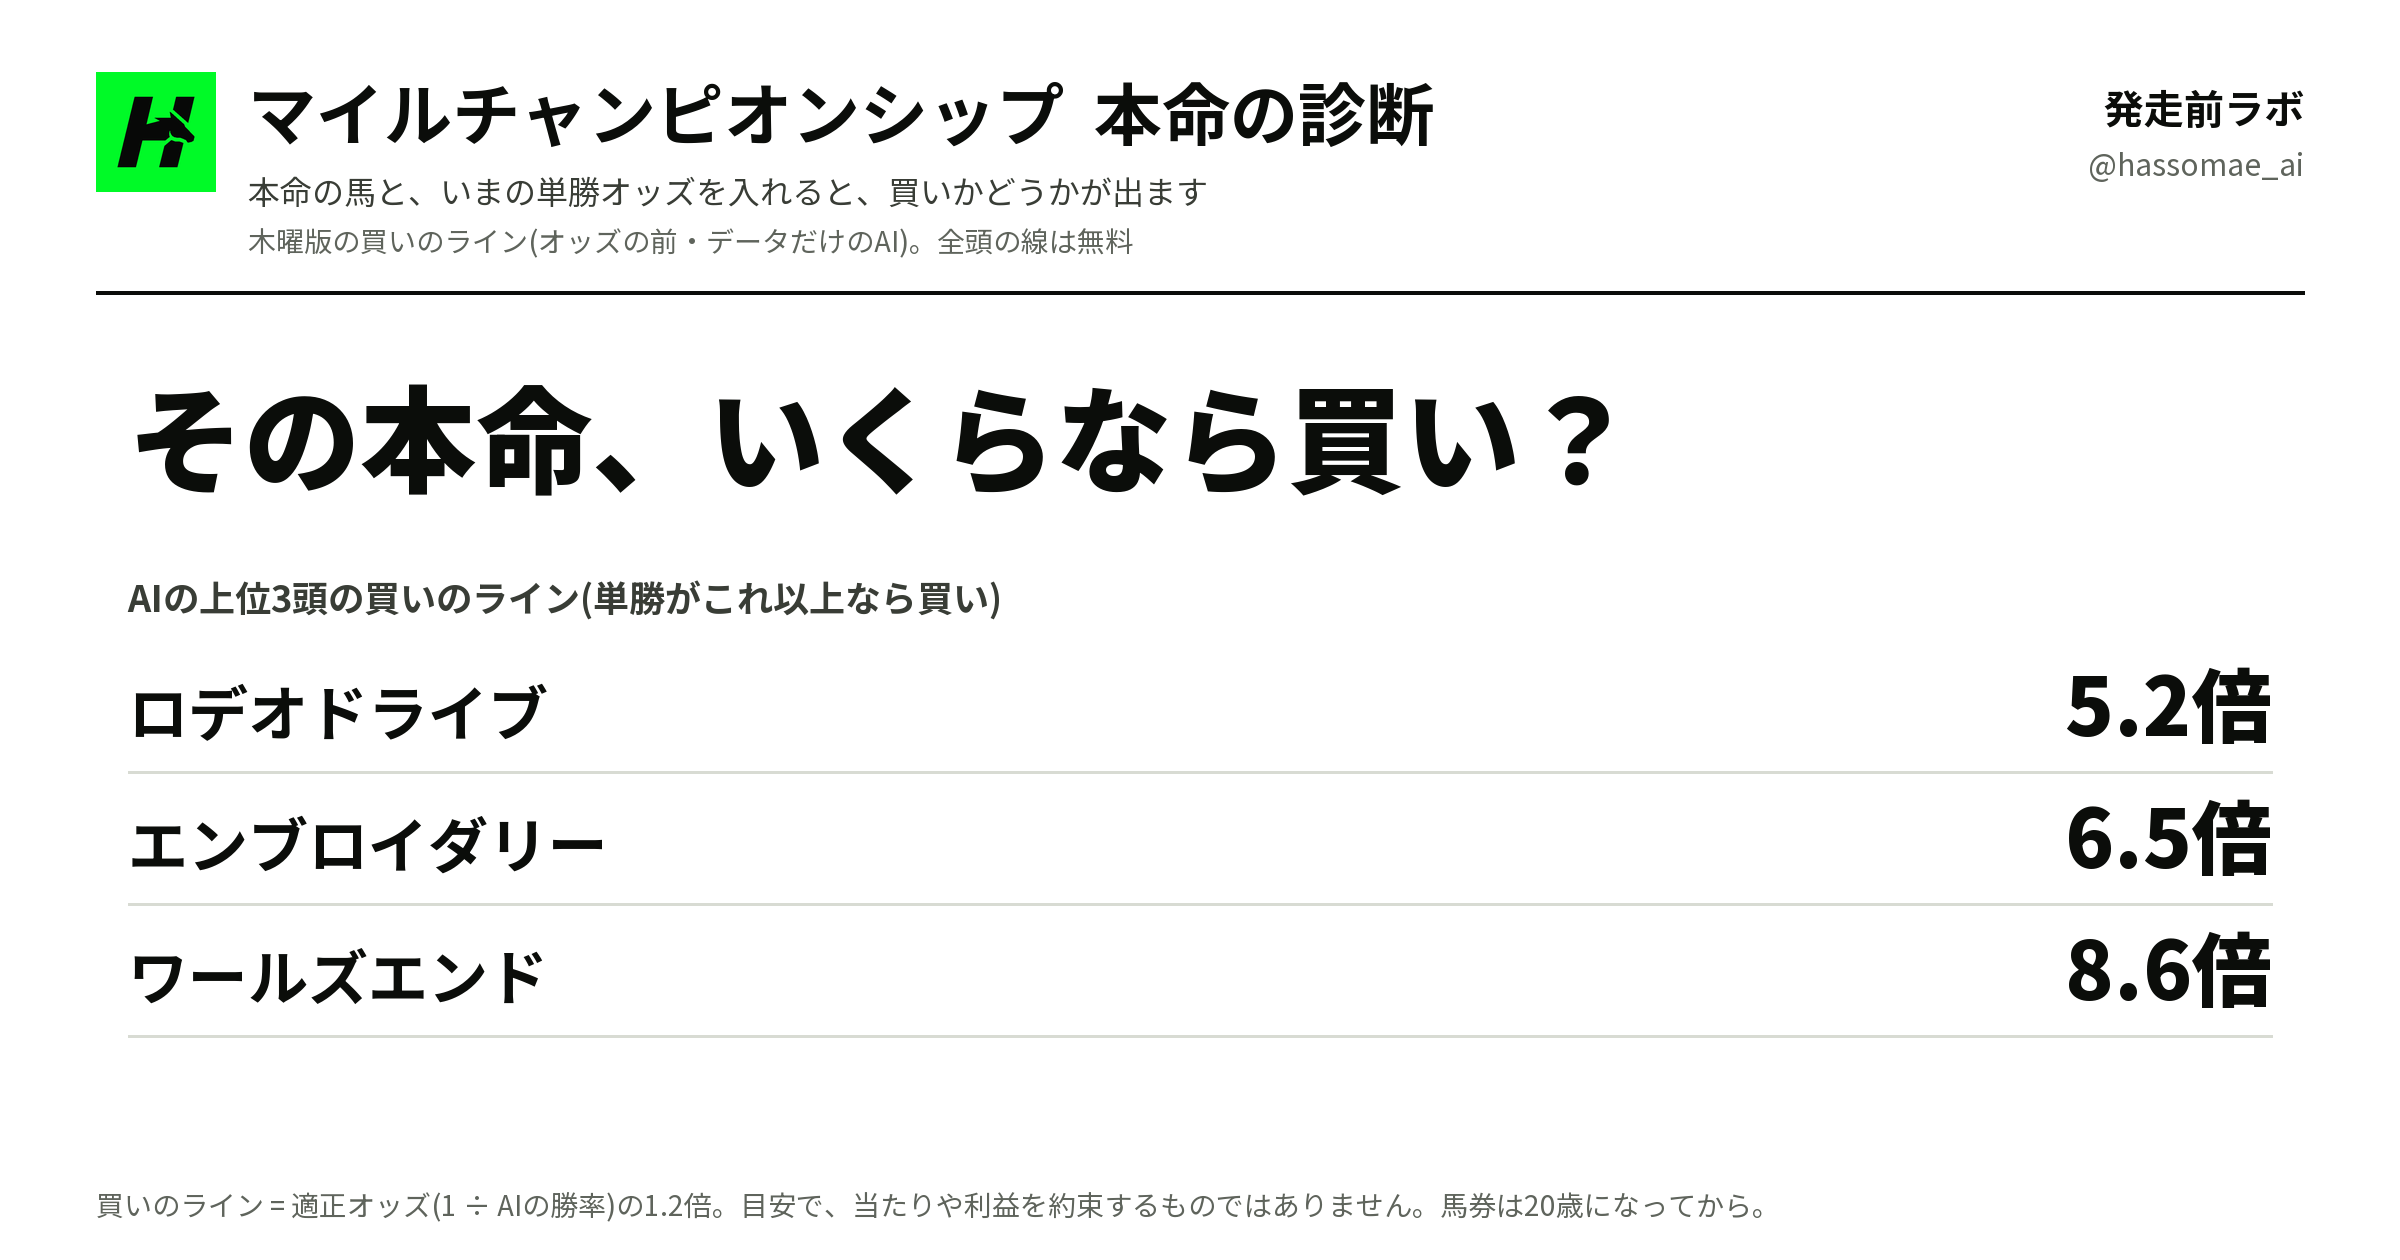 マイルチャンピオンシップ 本命の診断
本命の馬と、いまの単勝オッズを入れると、買いかどうかが出ます
木曜版の買いのライン(オッズの前・データだけのAI)。全頭の線は無料
発走前ラボ
@hassomae_ai
その本命、いくらなら買い？
AIの上位3頭の買いのライン(単勝がこれ以上なら買い)
ロデオドライブ 5.2倍
エンブロイダリー 6.5倍
ワールズエンド 8.6倍
買いのライン = 適正オッズ(1 ÷ AIの勝率)の1.2倍。目安で、当たりや利益を約束するものではありません。馬券は20歳になってから。